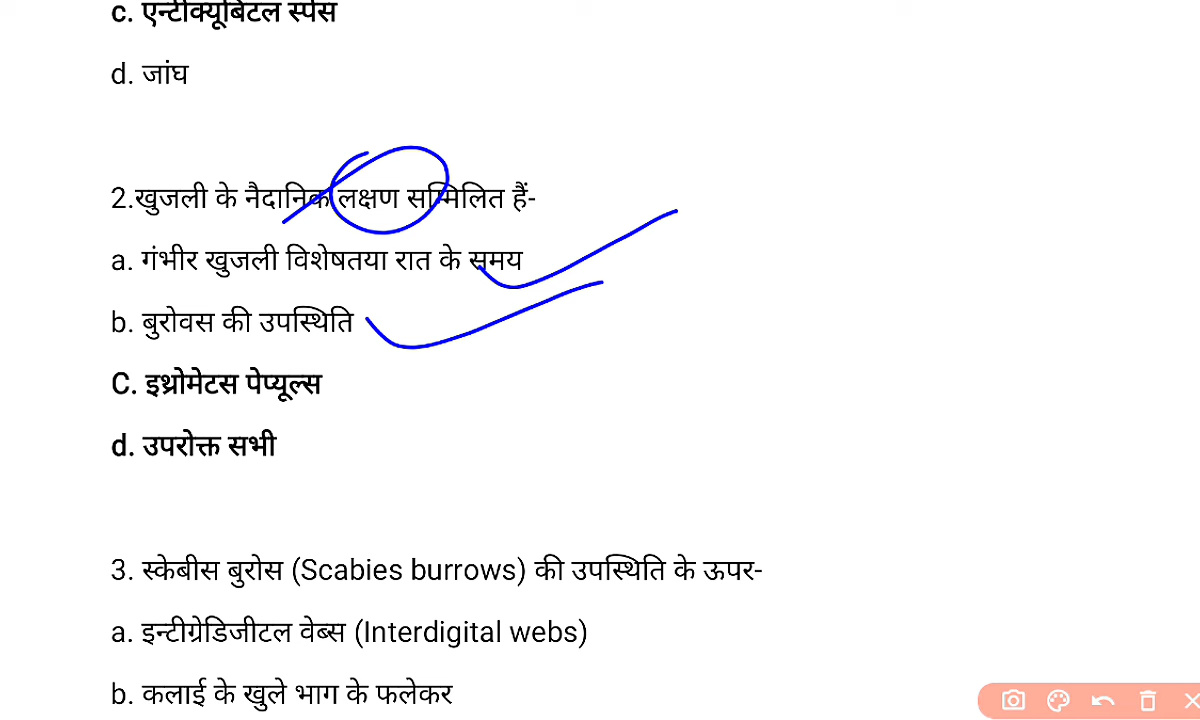 c. एन्टीक्यूबिटल स्पेस
d. जांघ
2.खुजली के नैदानिक लक्षण सम्मिलित हैं-
a. गंभीर खुजली विशेषतया रात के समय
b. बुरोवस की उपस्थिति
C. इथ्रोमेटस पेप्यूल्स
d. उपरोक्त सभी
3. स्केबीस बुरोस (Scabies burrows) की उपस्थिति के ऊपर-
a. इन्टीग्रेडिजीटल वेब्स (Interdigital webs)
b. कलाई के खुले भाग के फलेकर